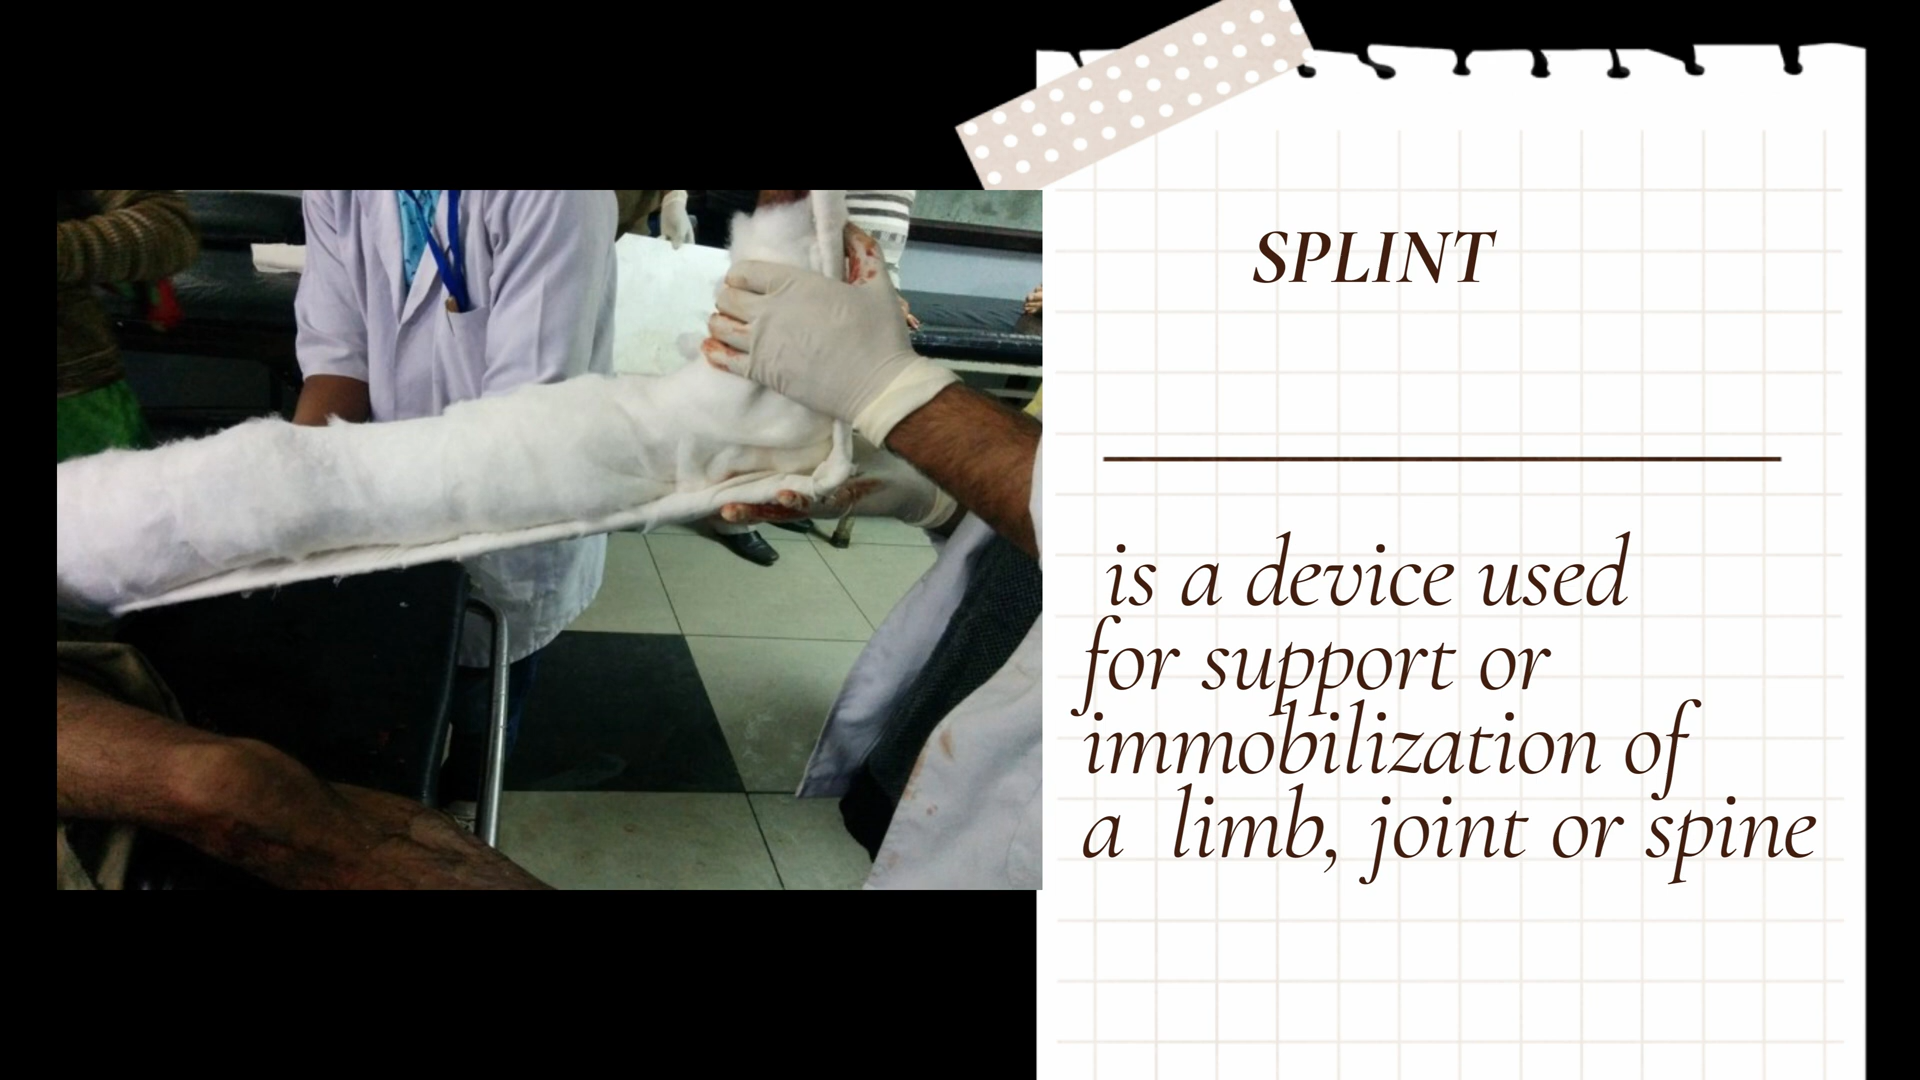 SPLINT
is a device used
for support or
immobilization of
a limb, joint or spine